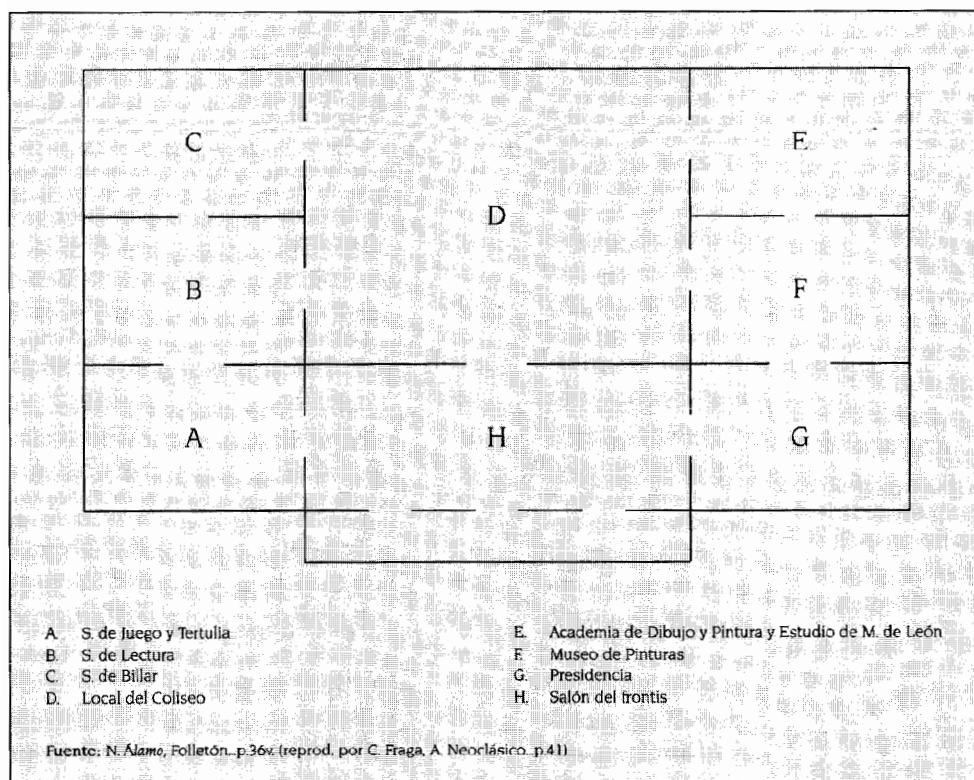 C
E
D
B
F
A
H
G
A. S. de Juego y Tertulia
B. S. de Lectura
C. S. de Billar
D. Local del Coliseo
E. Academia de Dibujo y Pintura y Estudio de M. de León
F. Museo de Pinturas
G. Presidencia
H. Salón del frontis
Fuente: N. Álamo, Folletón...p.36v. (reprod. por C. Fraga, A. Neoclásico...p.41)